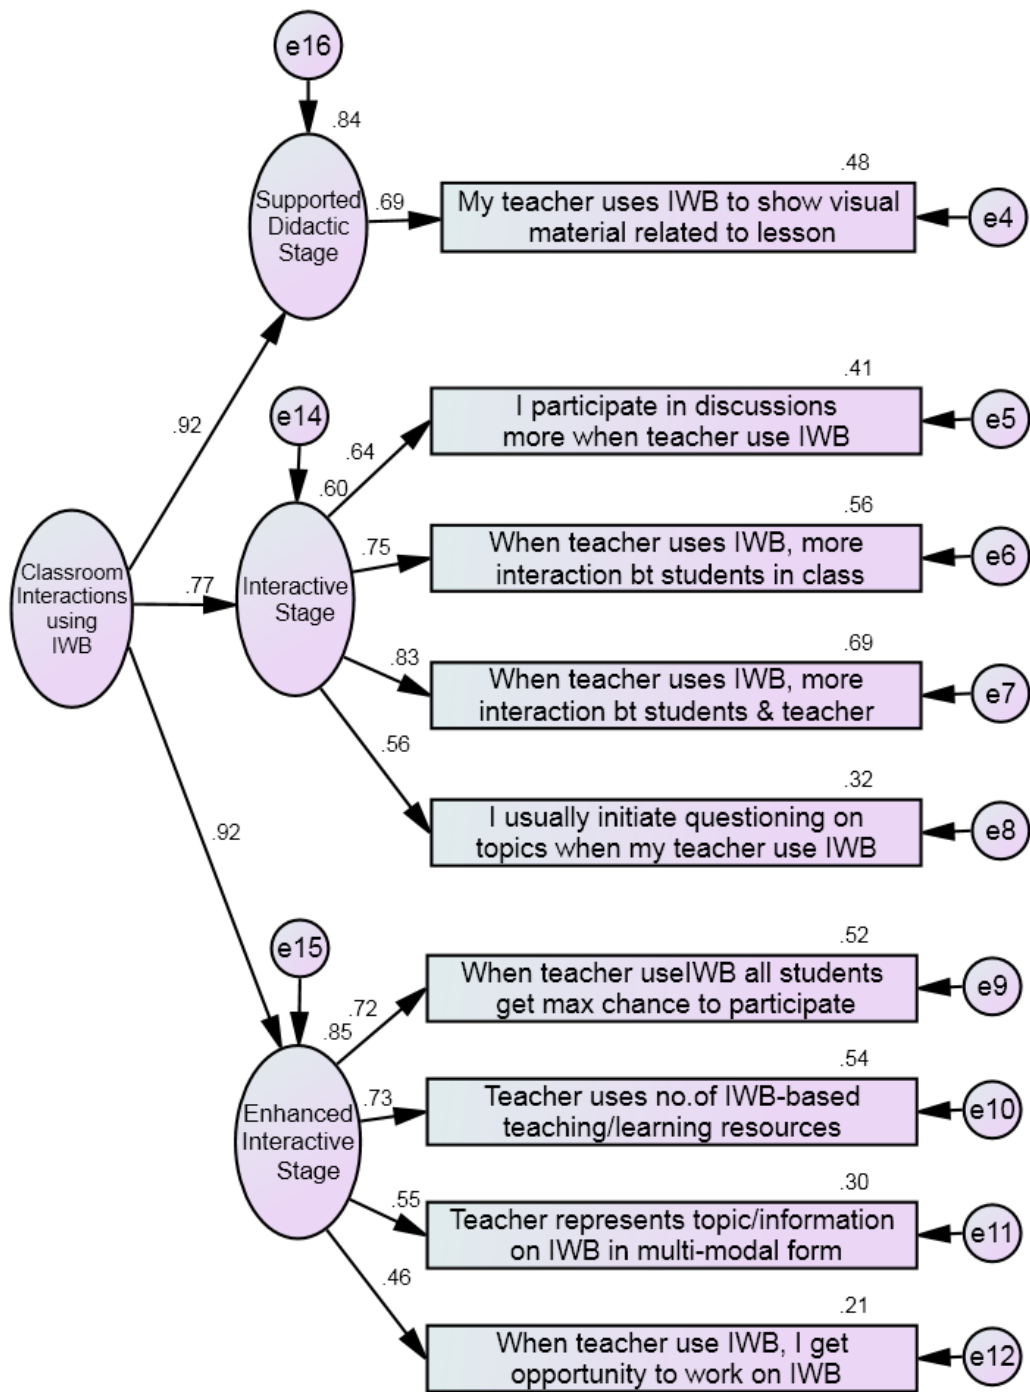 e16
.84
Supported
Didactic
Stage
.69
.48
My teacher uses IWB to show visual
material related to lesson
e4
.92
e14
.60
.64
.41
I participate in discussions
more when teacher use IWB
e5
Classroom
Interactions
using
IWB
.77
Interactive
Stage
.75
.56
When teacher uses IWB, more
interaction bt students in class
e6
.83
.69
When teacher uses IWB, more
interaction bt students & teacher
e7
.56
.32
I usually initiate questioning on
topics when my teacher use IWB
e8
.92
e15
.85
.72
.52
When teacher useIWB all students
get max chance to participate
e9
Enhanced
Interactive
Stage
.73
.54
Teacher uses no.of IWB-based
teaching/learning resources
e10
.55
.30
Teacher represents topic/information
on IWB in multi-modal form
e11
.46
.21
When teacher use IWB, I get
opportunity to work on IWB
e12